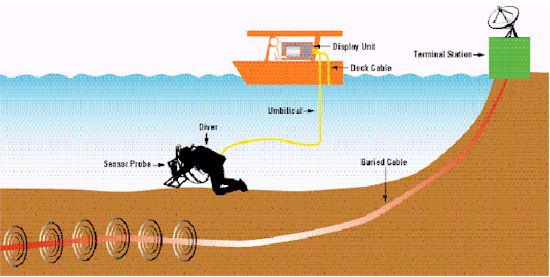 Display Unit
Terminal Station
Deck Cable
Umbilical
Diver
Sensor Probe
Buried Cable